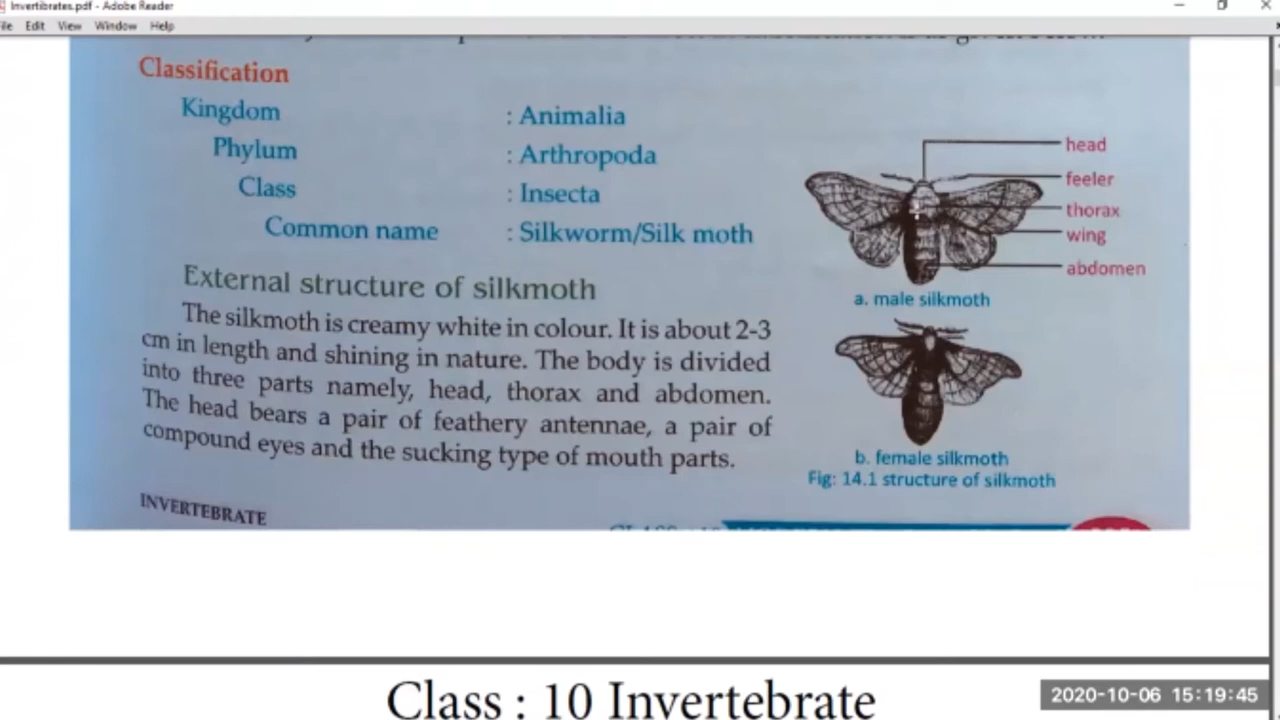 Invertibrates.pdf - Adobe Reader
File Edit View Window Help
Classification
Kingdom : Animalia
Phylum : Arthropoda
Class : Insecta
Common name : Silkworm/Silk moth
External structure of silkmoth
The silkmoth is creamy white in colour. It is about 2-3
cm in length and shining in nature. The body is divided
into three parts namely, head, thorax and abdomen.
The head bears a pair of feathery antennae, a pair of
compound eyes and the sucking type of mouth parts.
head
feeler
thorax
wing
abdomen
a. male silkmoth
b. female silkmoth
Fig: 14.1 structure of silkmoth
INVERTEBRATE
Class : 10 Invertebrate
2020-10-06 15:19:45